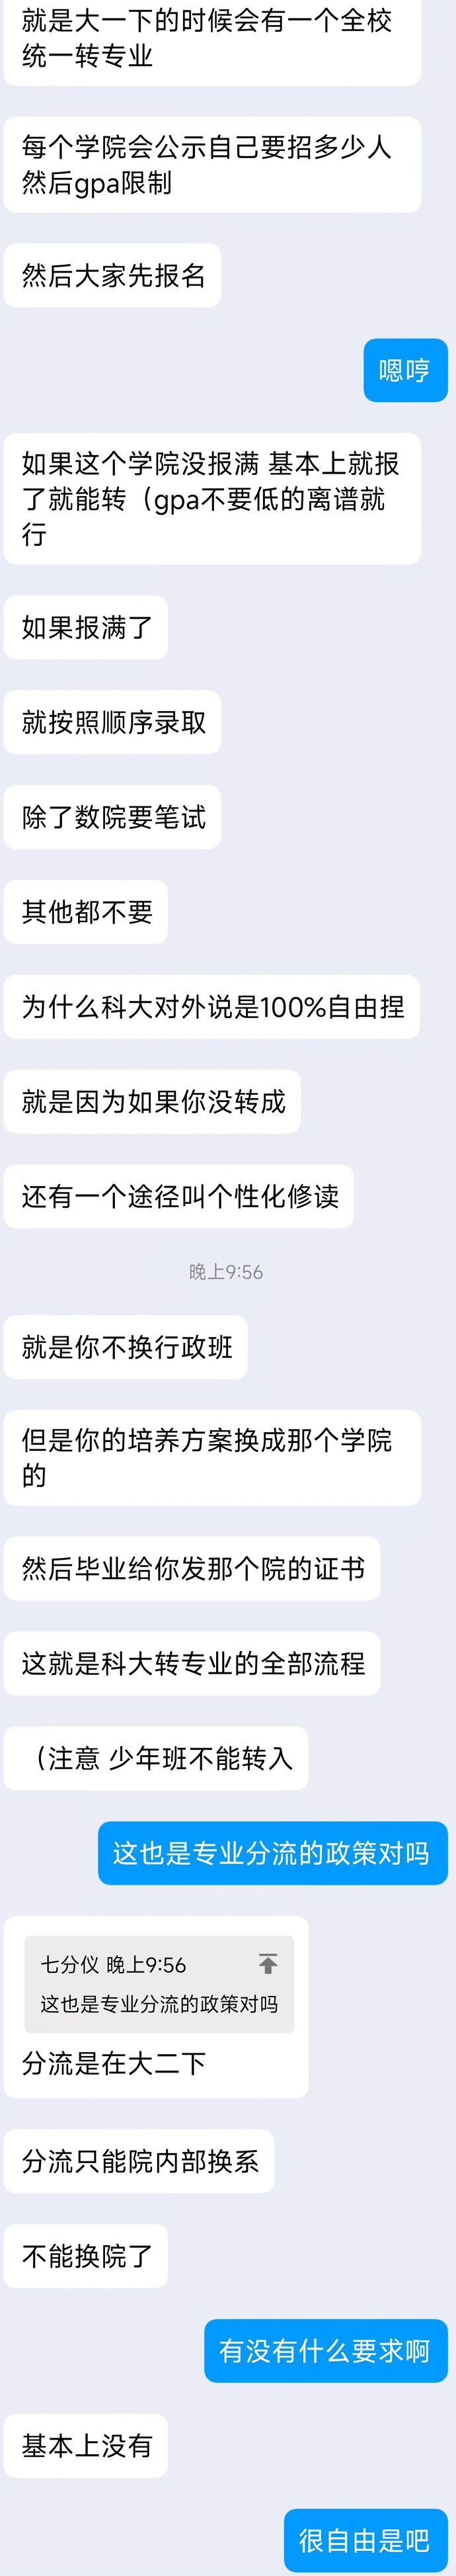 就是大一下的时候会有一个全校
统一转专业
每个学院会公示自己要招多少人
然后gpa限制
然后大家先报名
嗯哼
如果这个学院没报满 基本上就报
了就能转（gpa不要低的离谱就
行
如果报满了
就按照顺序录取
除了数院要笔试
其他都不要
为什么科大对外说是100%自由捏
就是因为如果你没转成
还有一个途径叫个性化修读
晚上9:56
就是你不换行政班
但是你的培养方案换成那个学院
的
然后毕业给你发那个院的证书
这就是科大转专业的全部流程
（注意 少年班不能转入
这也是专业分流的政策对吗
七分仪 晚上9:56
这也是专业分流的政策对吗
分流是在大二下
分流只能院内部换系
不能换院了
有没有什么要求啊
基本上没有
很自由是吧